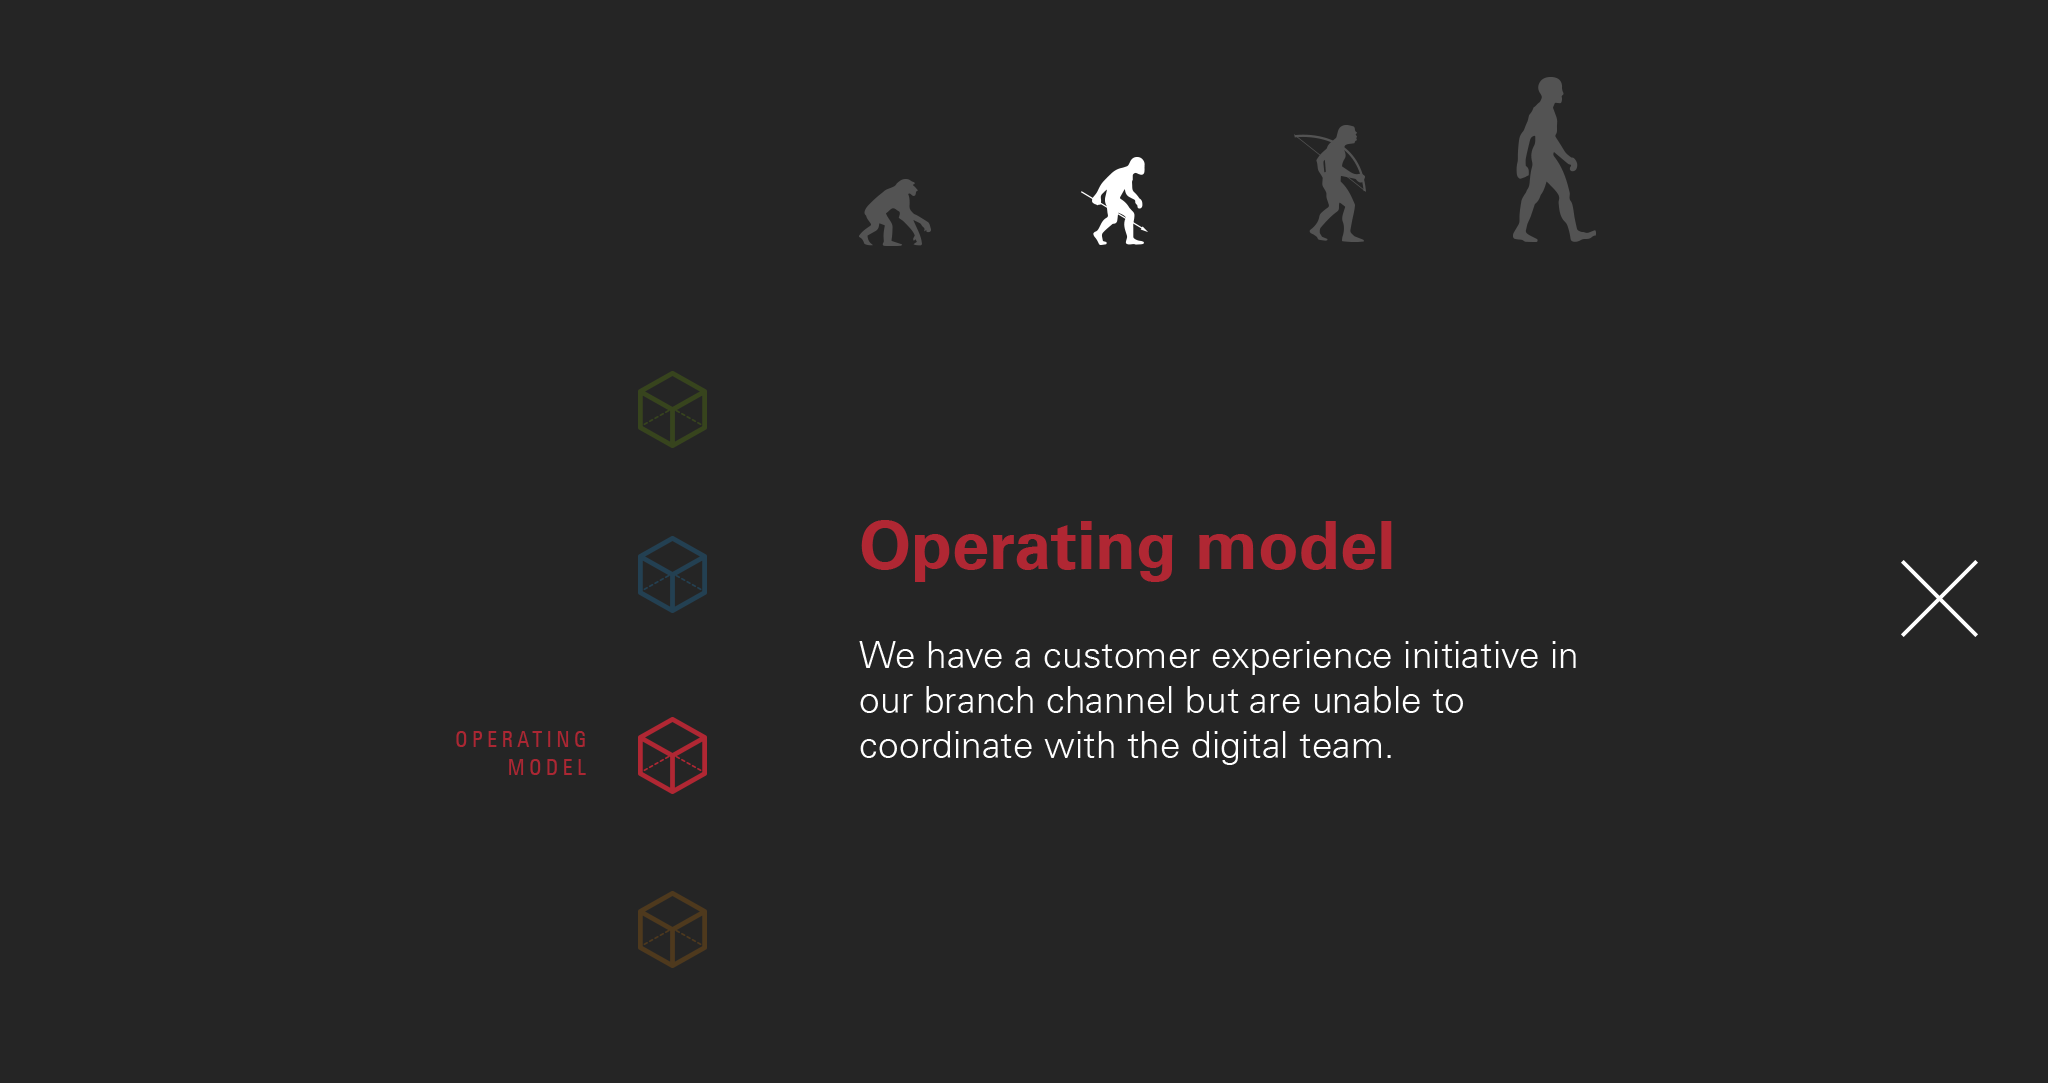 Operating model
We have a customer experience initiative in
our branch channel but are unable to
coordinate with the digital team.
OPERATING
MODEL